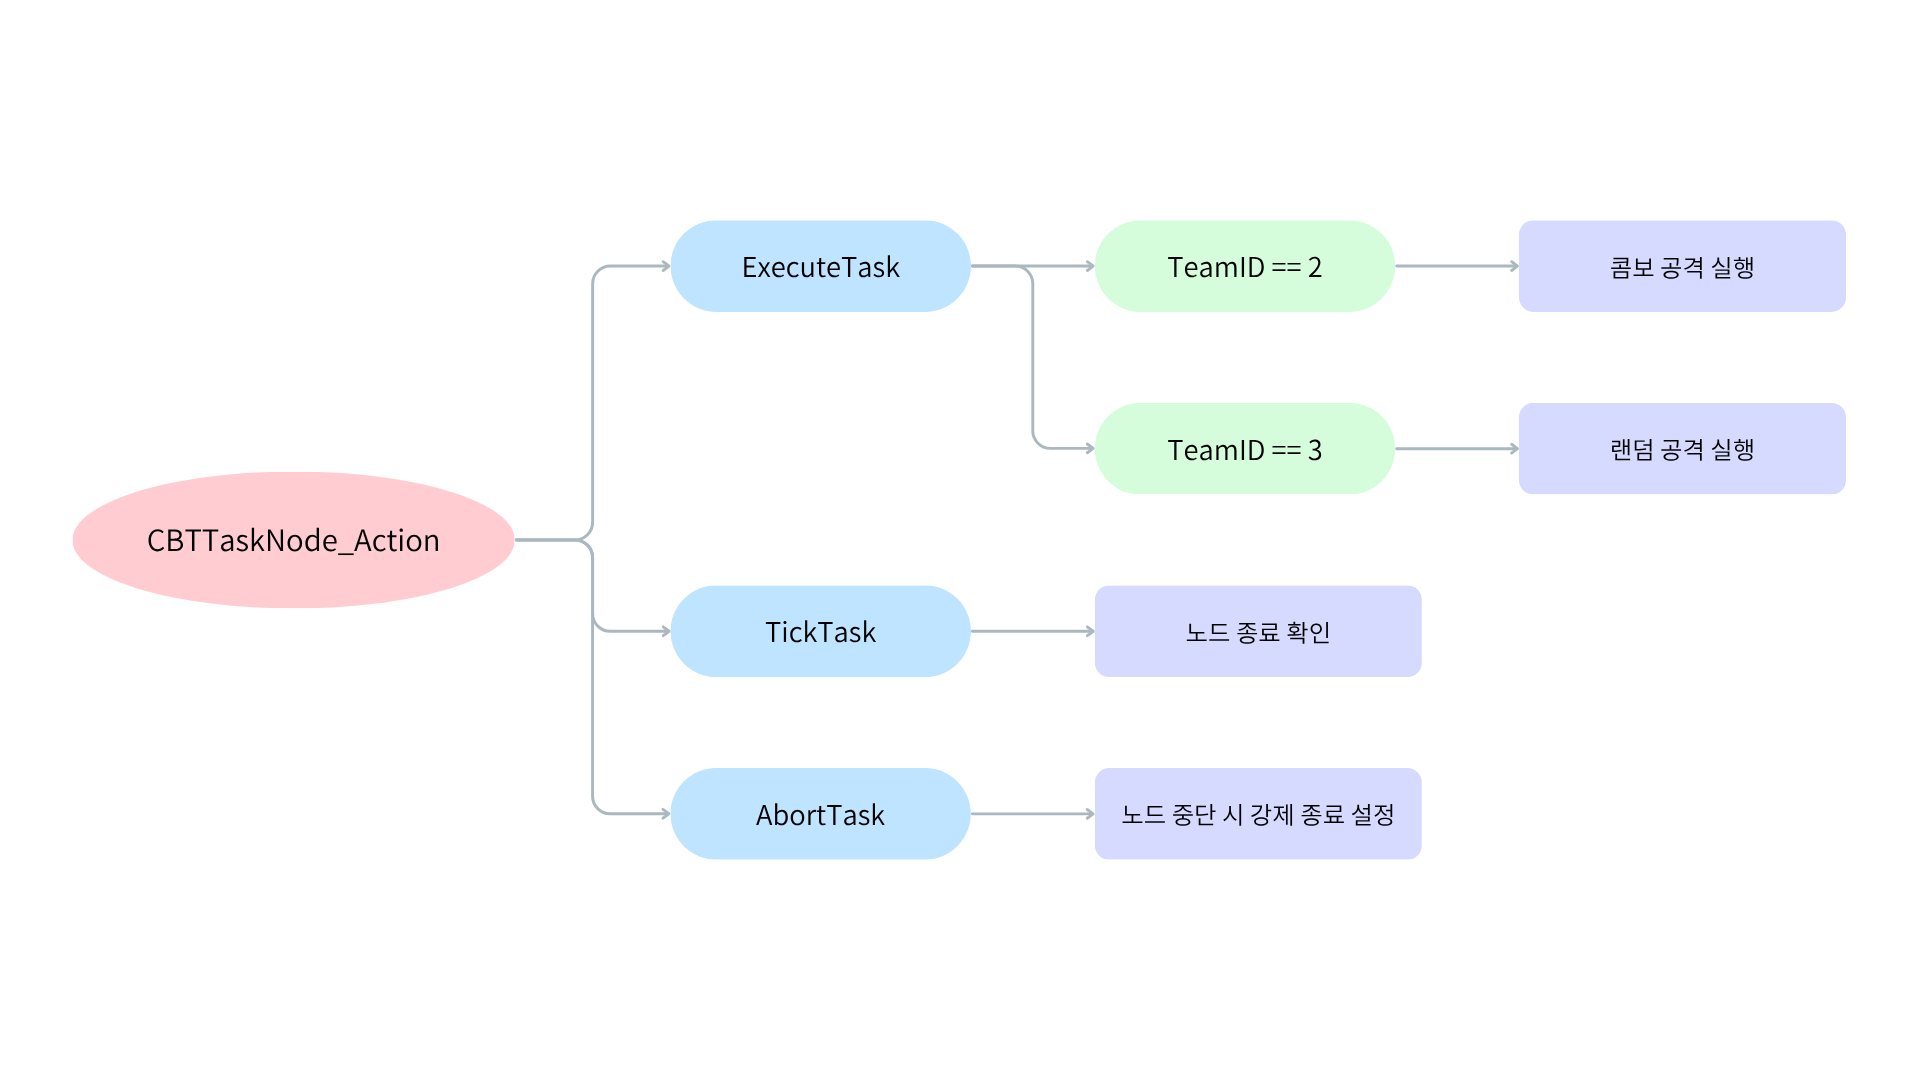 CBTTaskNode_Action
ExecuteTask
TeamID == 2
콤보 공격 실행
TeamID == 3
랜덤 공격 실행
TickTask
노드 종료 확인
AbortTask
노드 중단 시 강제 종료 설정